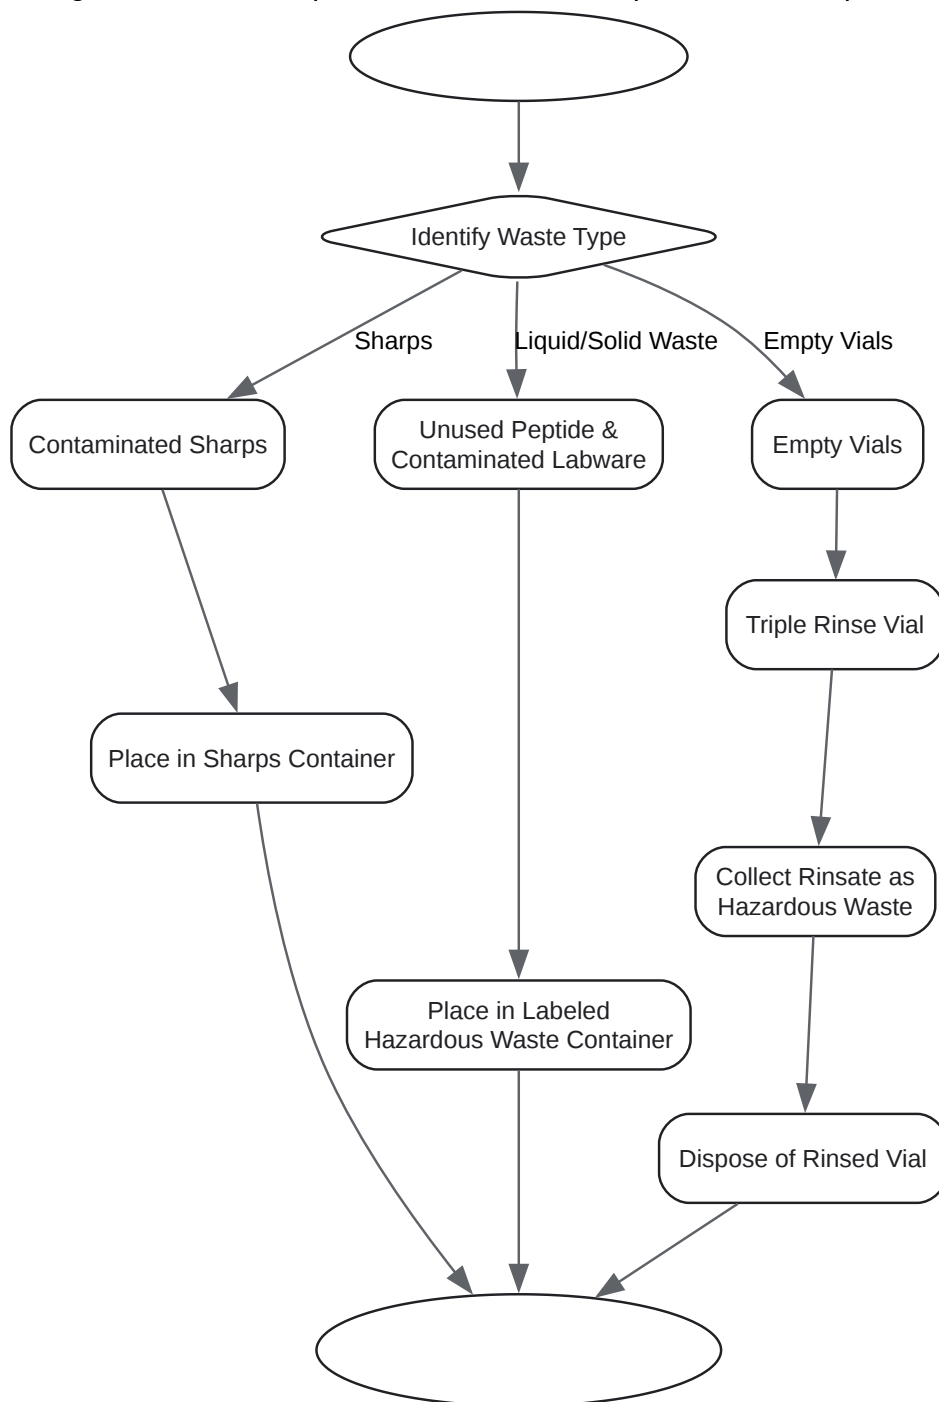 Identify Waste Type
Sharps
Liquid/Solid Waste
Empty Vials
Contaminated Sharps
Unused Peptide &
Contaminated Labware
Empty Vials
Triple Rinse Vial
Place in Sharps Container
Collect Rinsate as
Hazardous Waste
Place in Labeled
Hazardous Waste Container
Dispose of Rinsed Vial